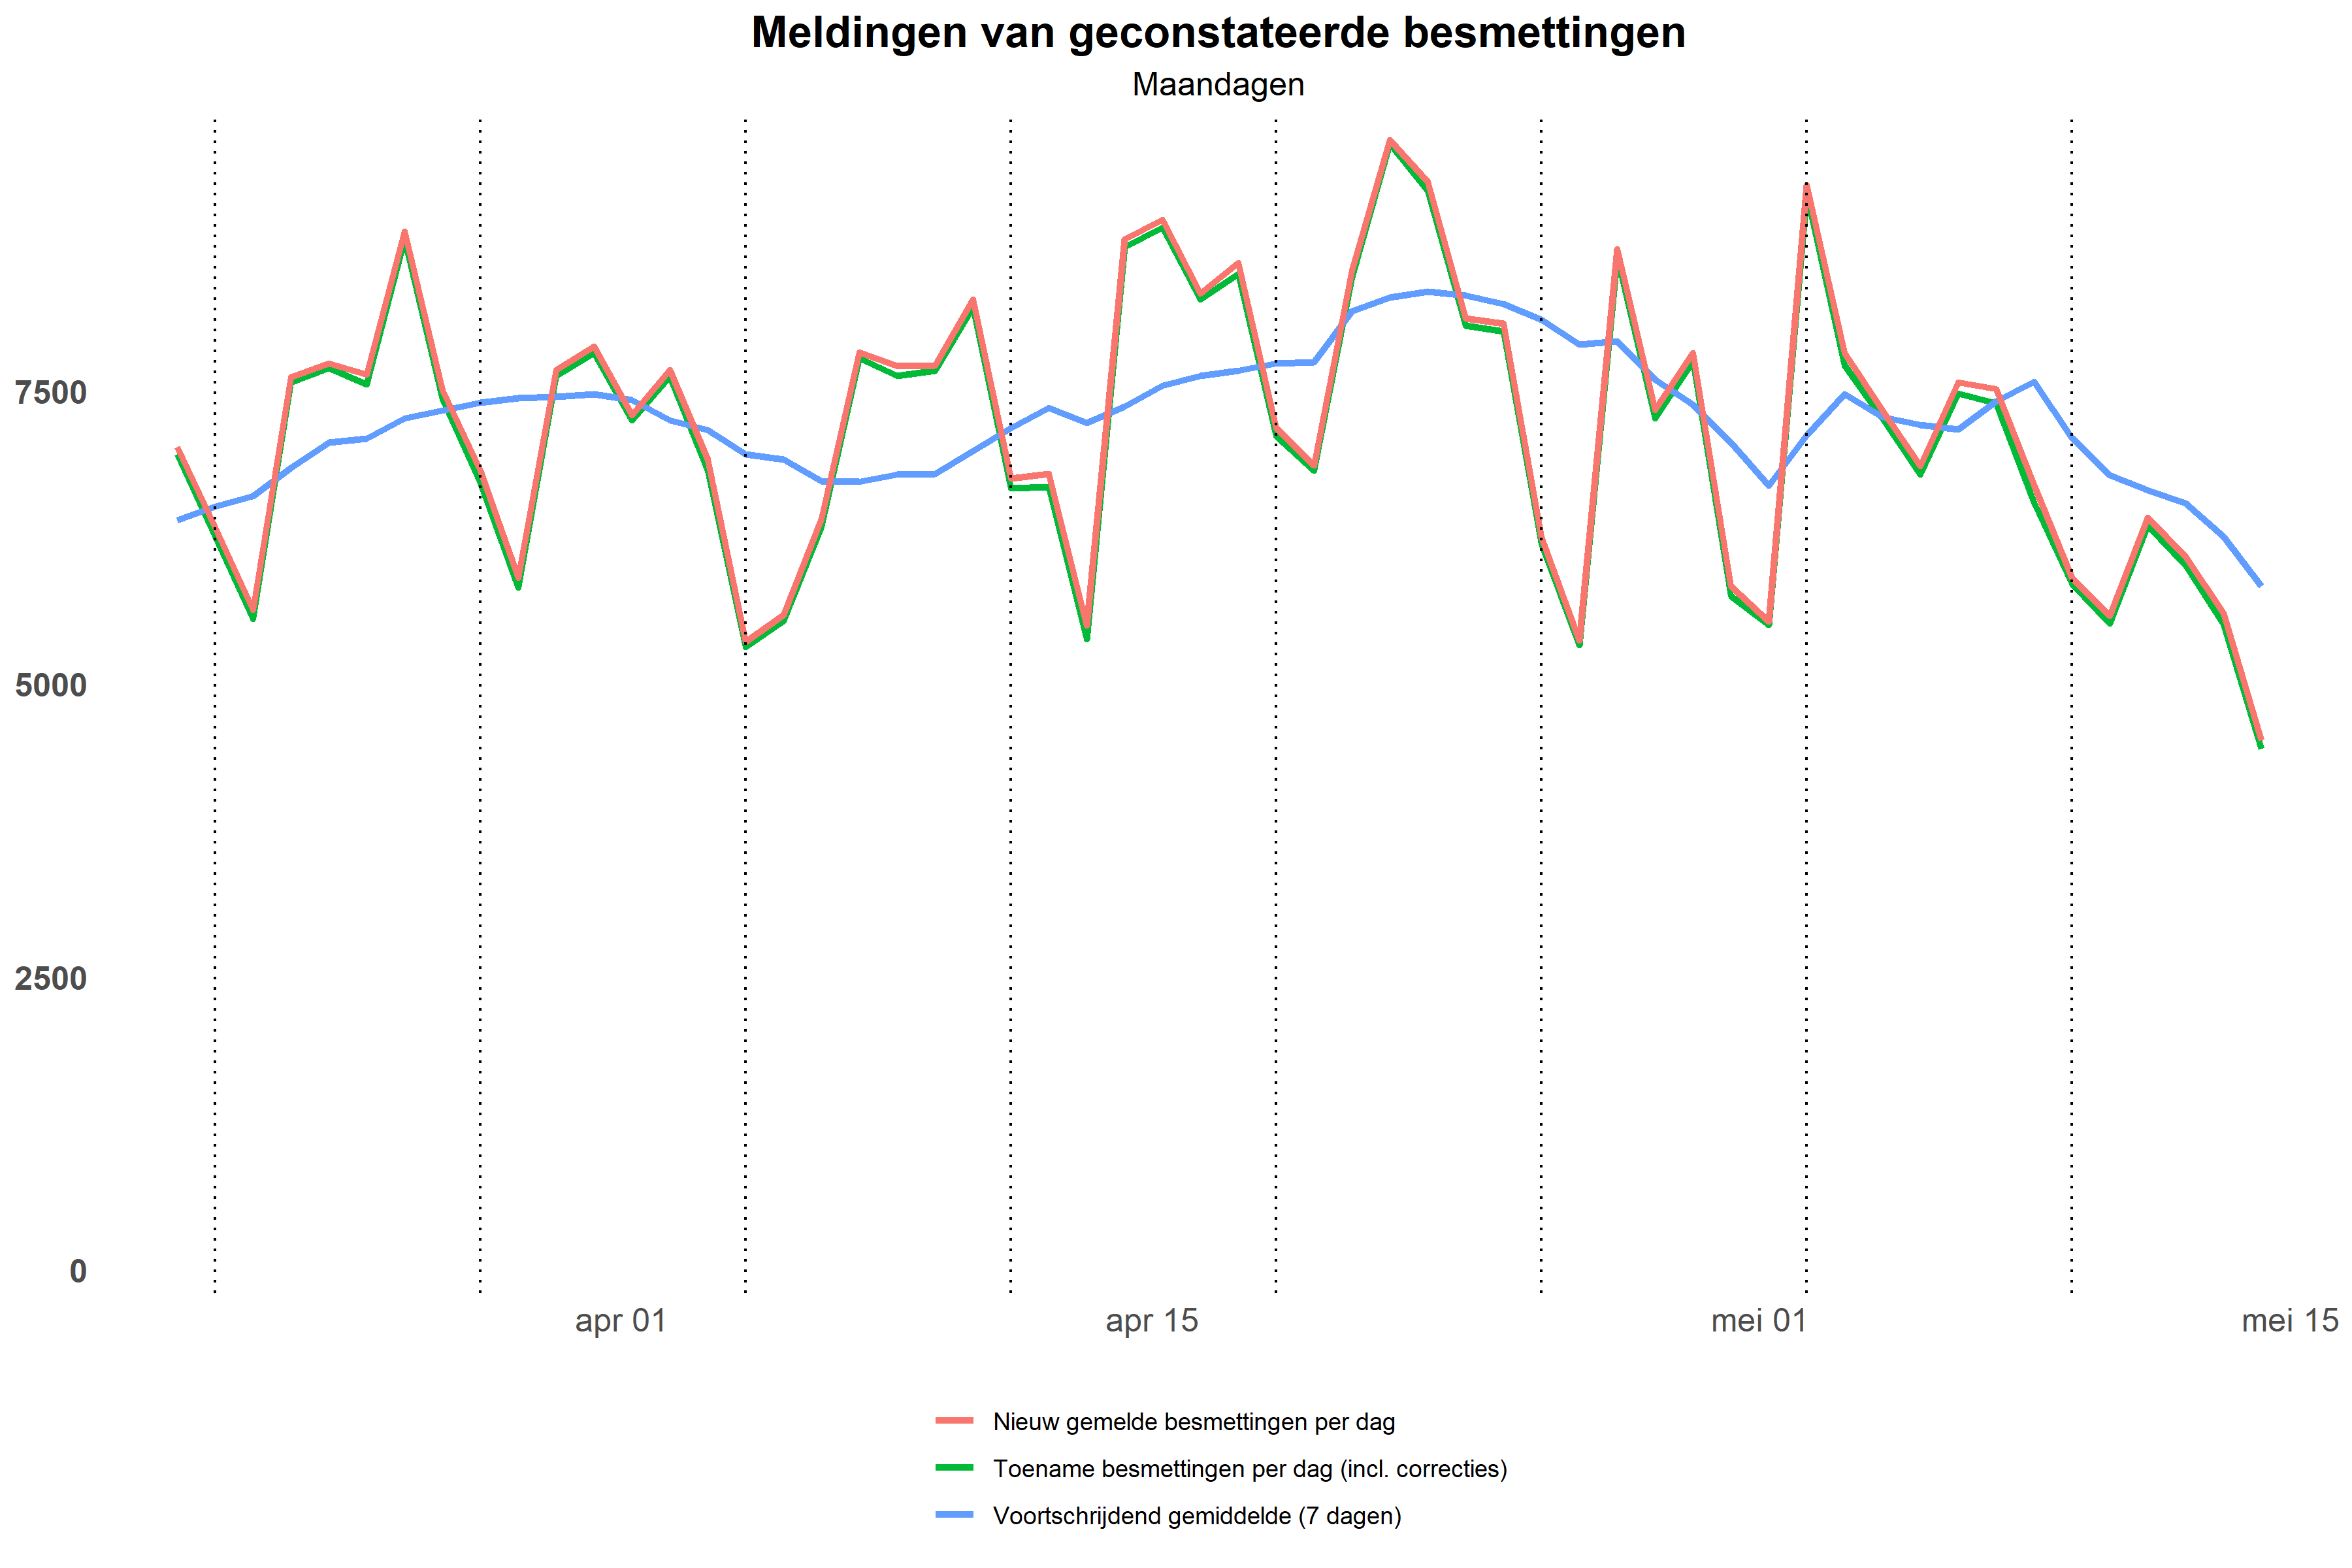 Meldingen van geconstateerde besmettingen
Maandagen
7500
5000
2500
0
apr 01
apr 15
mei 01
mei 15
Nieuw gemelde besmettingen per dag
Toename besmettingen per dag (incl. correcties)
Voortschrijdend gemiddelde (7 dagen)